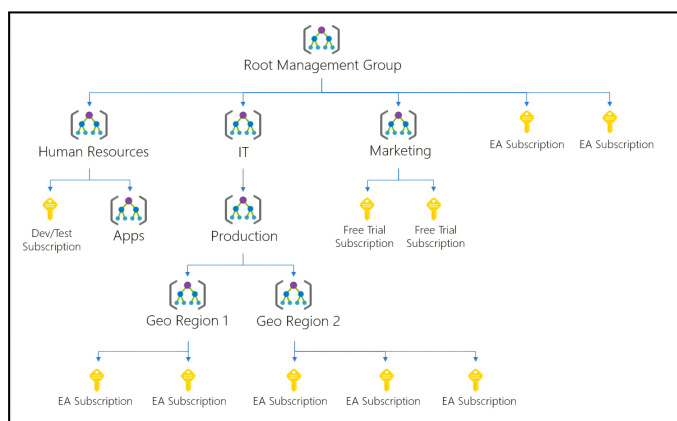 Root Management Group
Human Resources
IT
Marketing
EA Subscription
EA Subscription
Dev/Test
Subscription
Apps
Production
Free Trial
Subscription
Free Trial
Subscription
Geo Region 1
Geo Region 2
EA Subscription
EA Subscription
EA Subscription
EA Subscription
EA Subscription